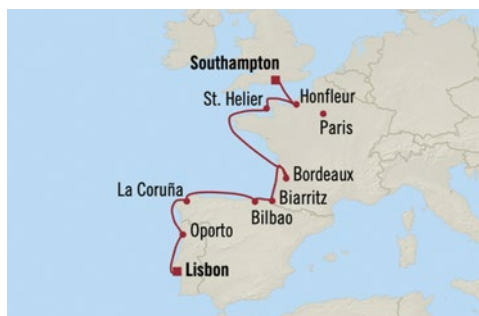 Southampton
St. Helier
Honfleur
Paris
Bordeaux
La Coruña
Biarritz
Bilbao
Oporto
Lisbon